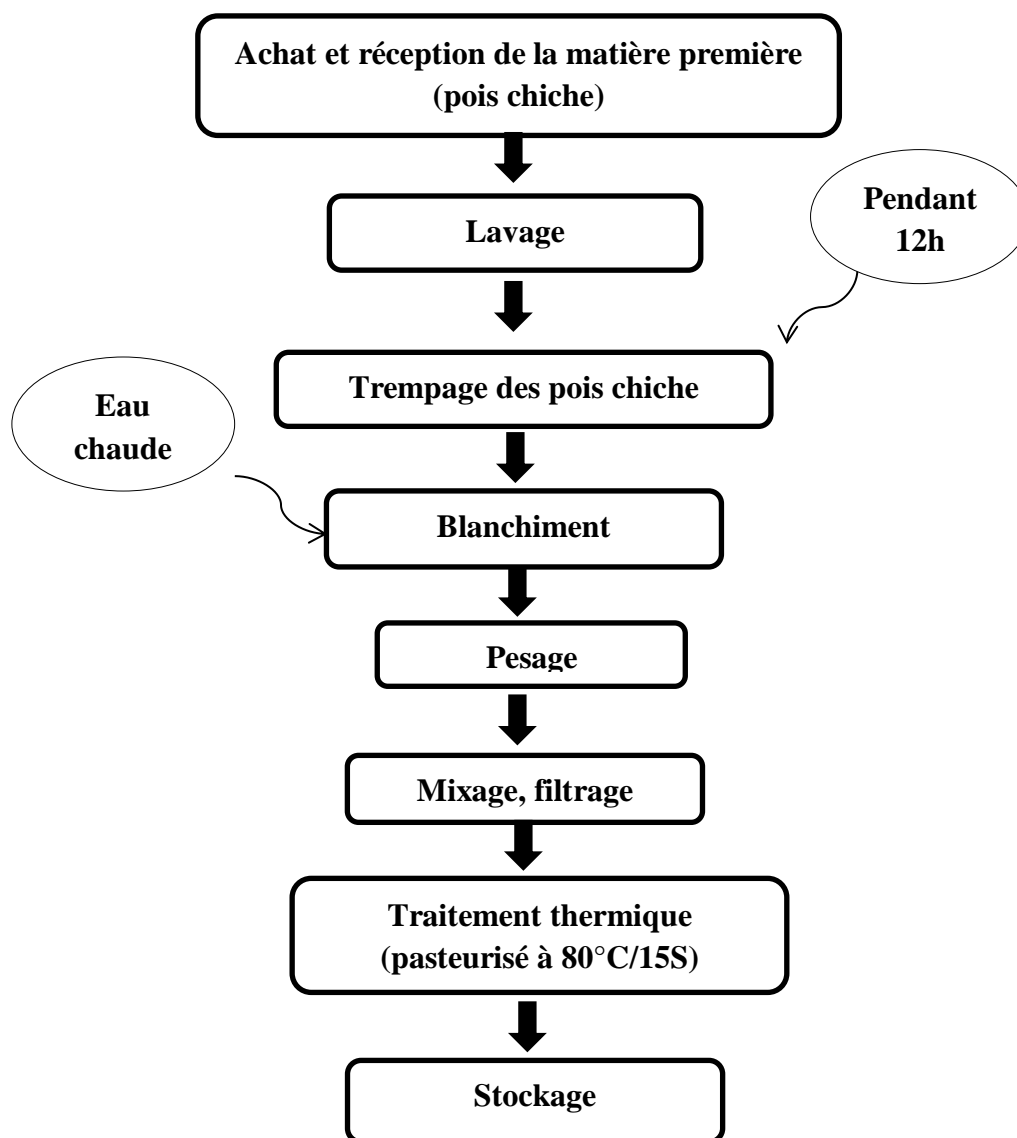 Achat et réception de la matière première
(pois chiche)
Lavage
Pendant
12h
Trempage des pois chiche
Eau
chaude
Blanchiment
Pesage
Mixage, filtrage
Traitement thermique
(pasteurisé à 80°C/15S)
Stockage